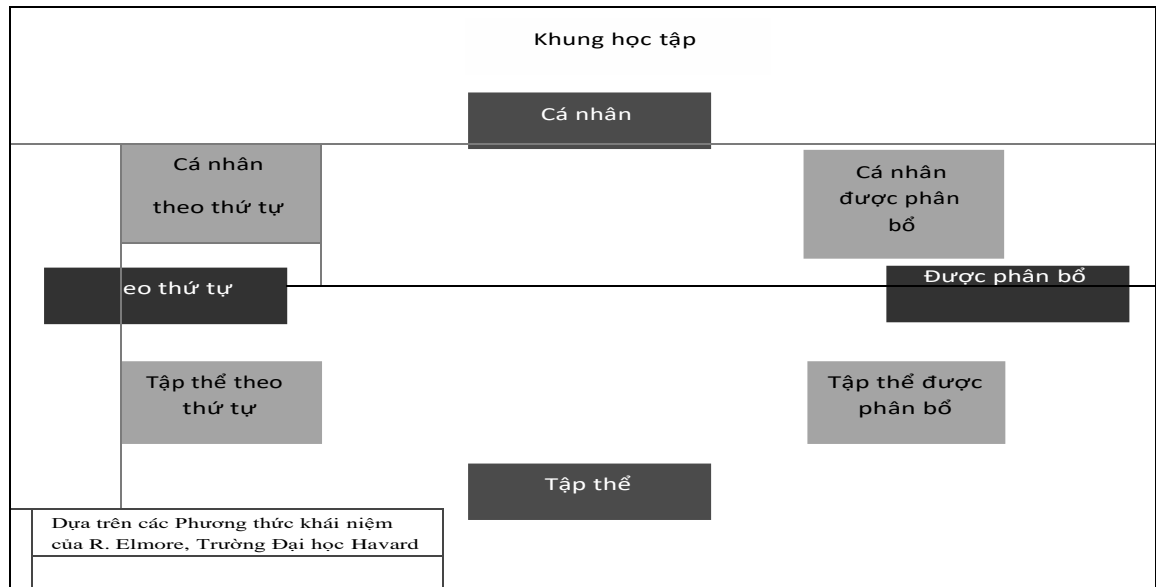 Khung học tập
Cá nhân
Cá nhân
theo thứ tự
Cá nhân
được phân
bổ
eo thứ tự
Được phân bổ
Tập thể theo
thứ tự
Tập thể được
phân bổ
Tập thể
Dựa trên các Phương thức khái niệm
của R. Elmore, Trường Đại học Havard